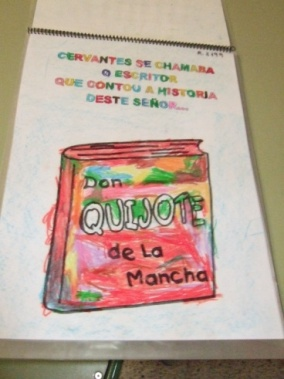 CERVANTES SE CHAMABA
O ESCRITOR
QUE CONTOU A HISTORIA
DESTE SEÑOR...
Don
QUIJOTE
de La
Mancha